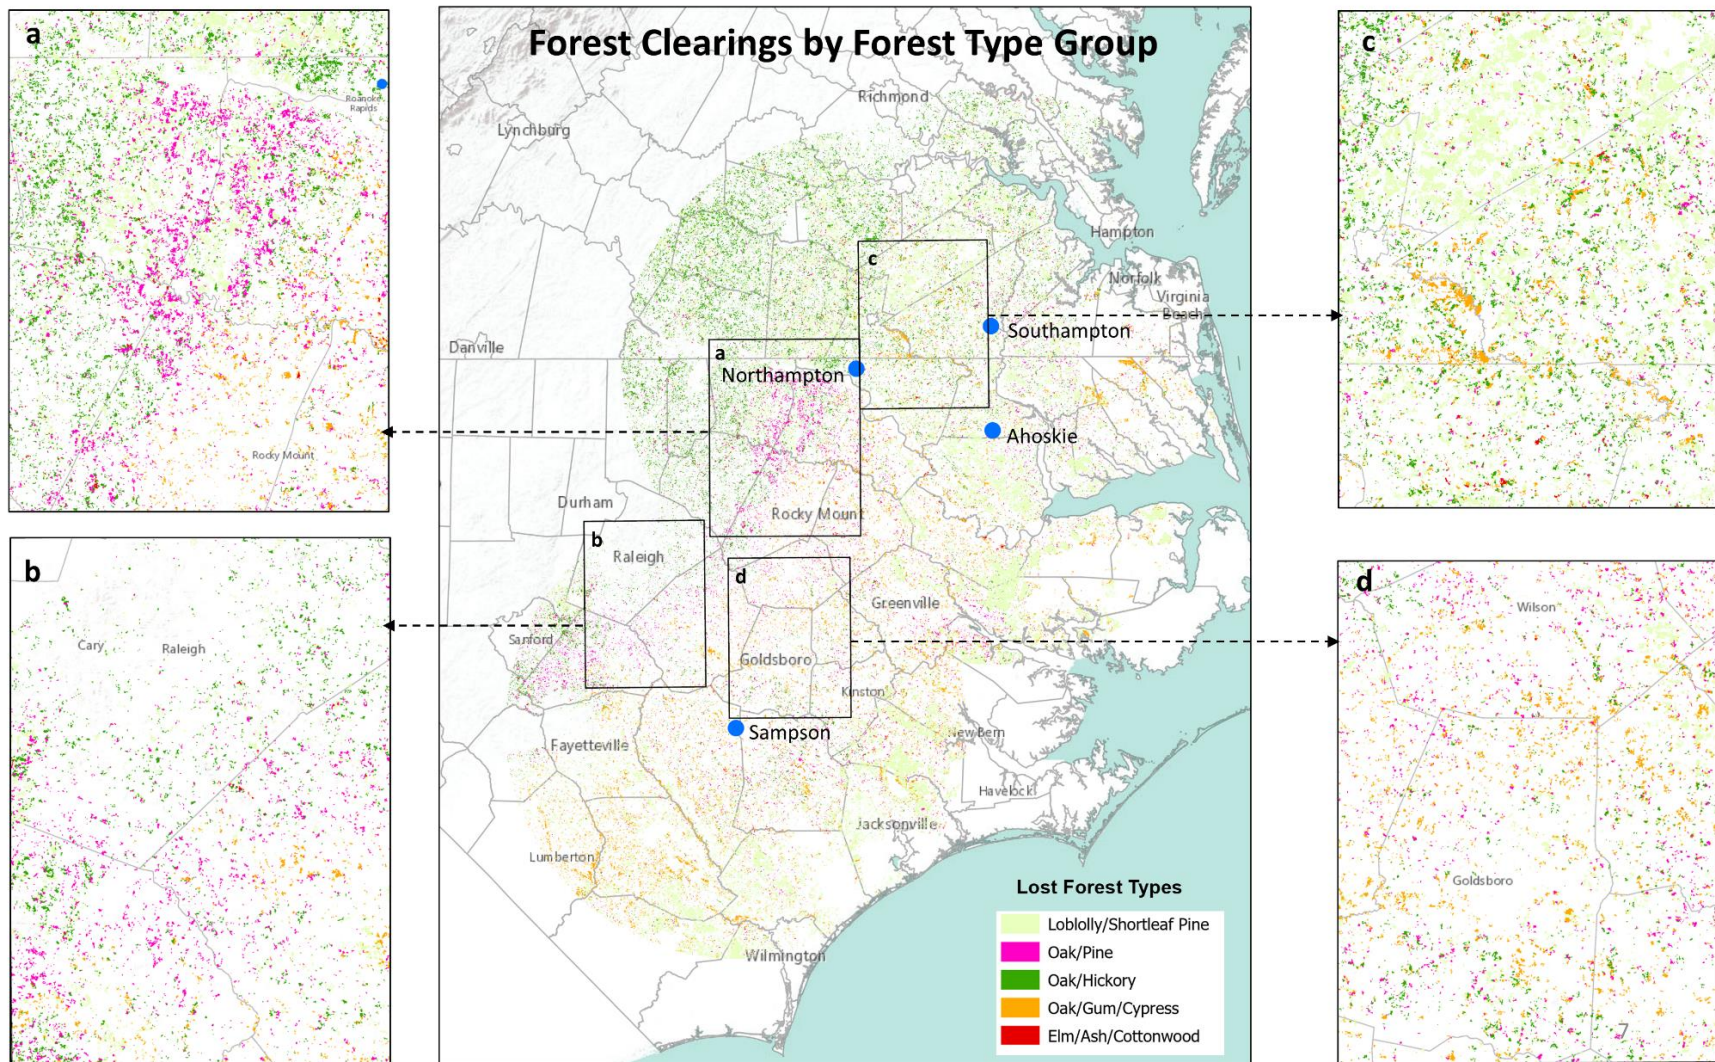 Forest Clearings by Forest Type Group
a
Roanoke
Rapids
Rocky Mount
b
Cary
Raleigh
Richmond
Lynchburg
Hampton
Norfolk
Virginia
Beach
c
Southampton
Danville
a
Northampton
Ahoskie
Durham
Rocky Mount
b
Raleigh
d
Greenville
Sanford
Goldsboro
Kinston
Sampson
New Bern
Fayetteville
Havelock
Jacksonville
Lumberton
Wilmington
Lost Forest Types
Loblolly/Shortleaf Pine
Oak/Pine
Oak/Hickory
Oak/Gum/Cypress
Elm/Ash/Cottonwood
c
d
Wilson
Goldsboro
7